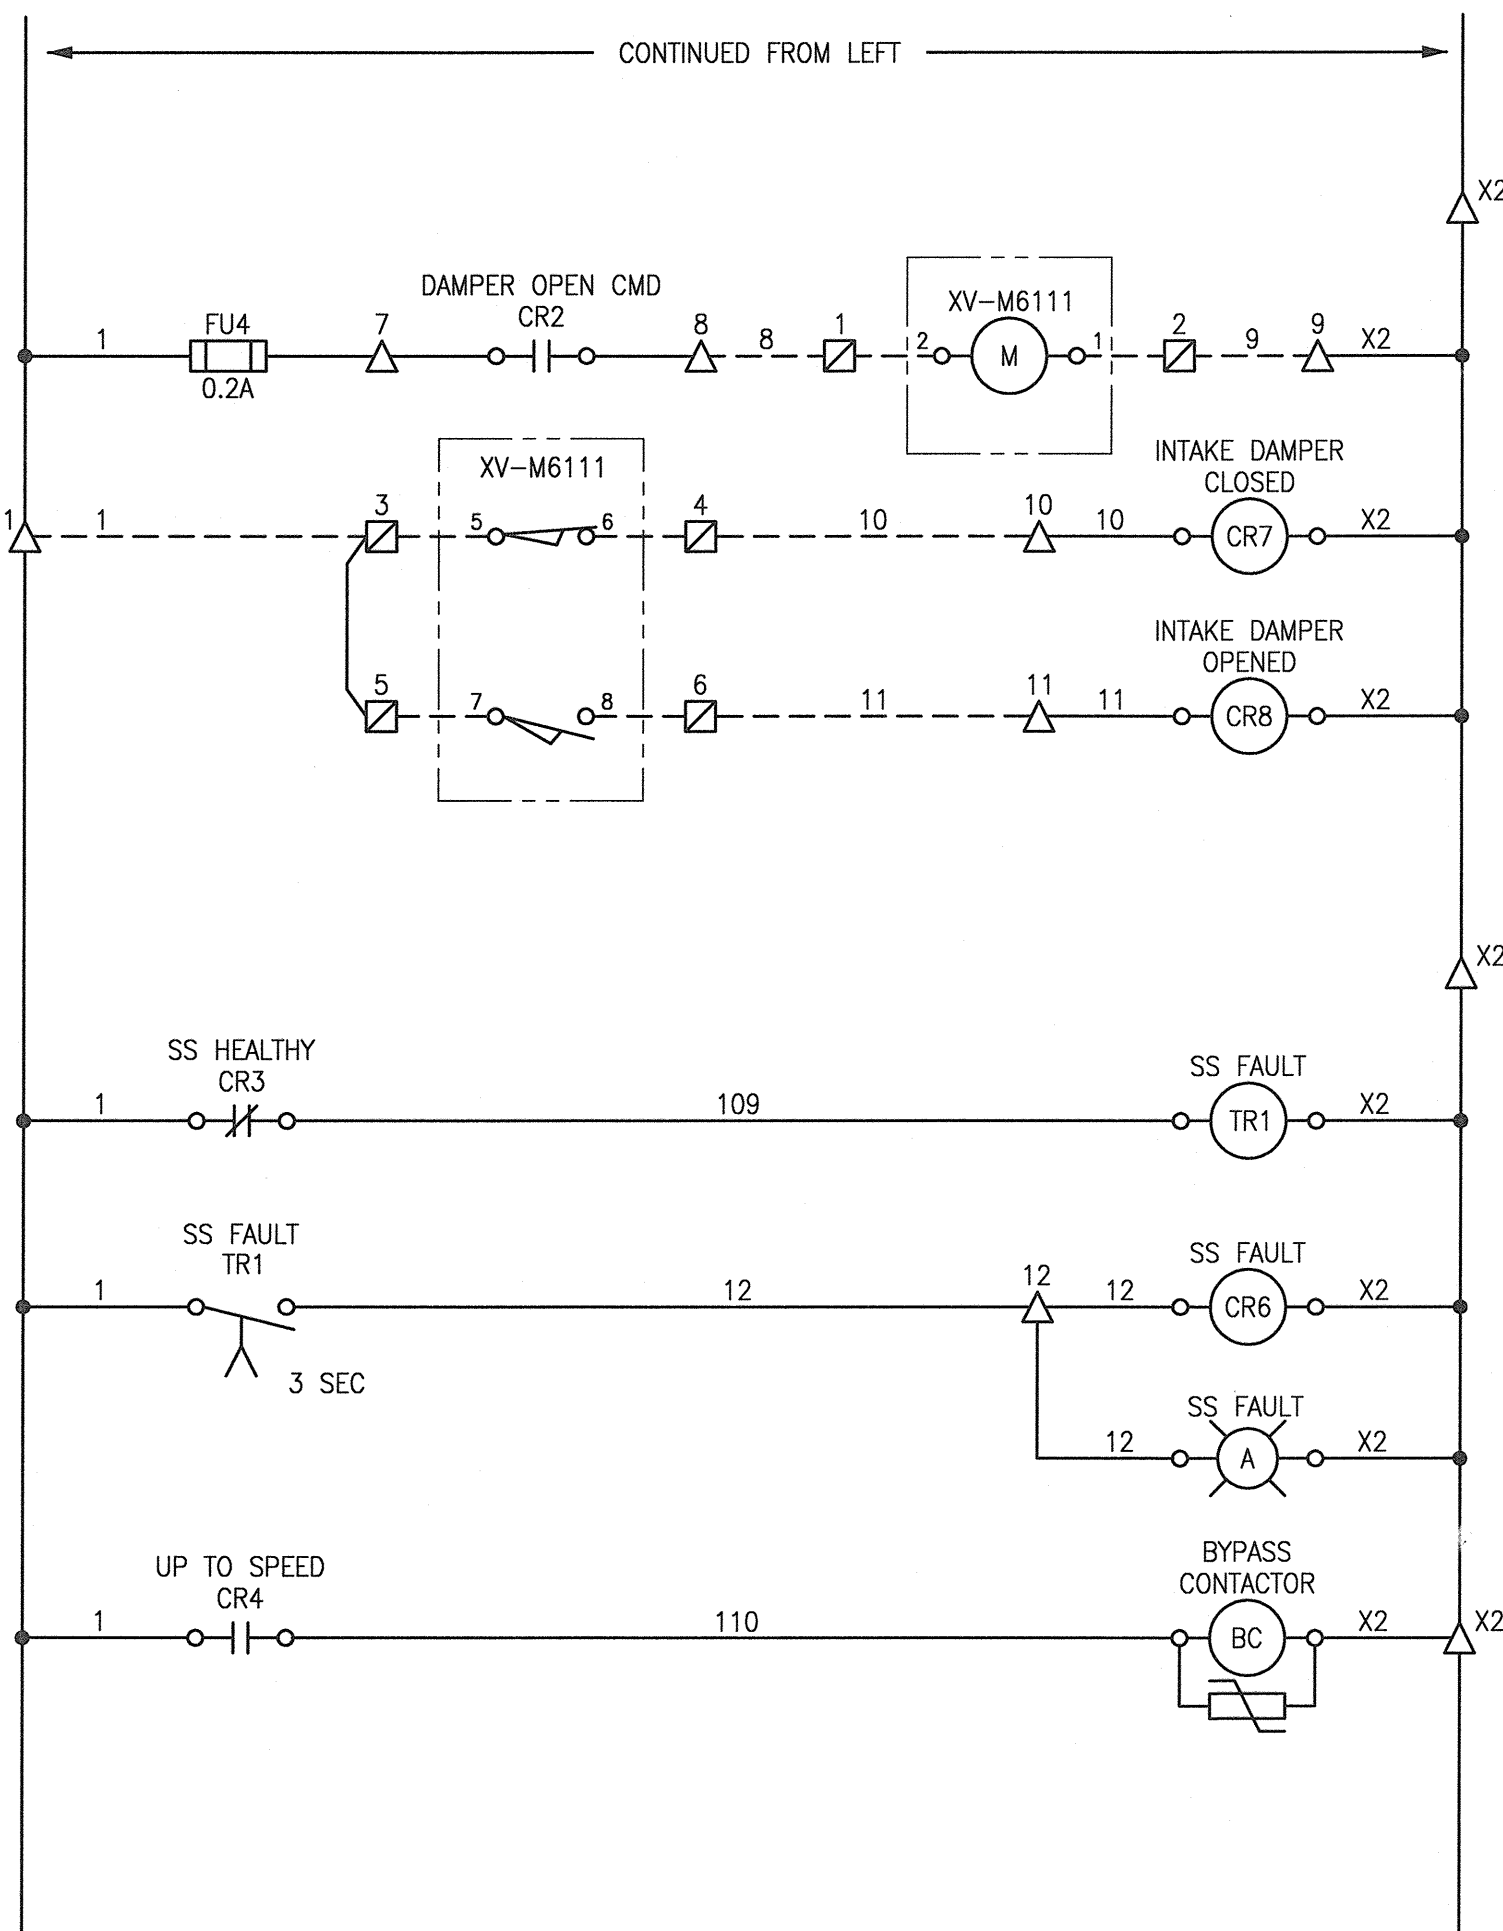 CONTINUED FROM LEFT
X2
DAMPER OPEN CMD
CR2
XV-M6111
1
FU4
0.2A
7
8
8
1
2
M
1
2
9
9
X2
XV-M6111
INTAKE DAMPER
CLOSED
1
1
3
5
6
4
10
10
10
CR7
X2
INTAKE DAMPER
OPENED
5
7
8
6
11
11
11
CR8
X2
X2
SS HEALTHY
CR3
SS FAULT
1
109
TR1
X2
SS FAULT
TR1
SS FAULT
1
12
12
12
CR6
X2
3 SEC
SS FAULT
12
A
X2
UP TO SPEED
CR4
BYPASS
CONTACTOR
1
110
BC
X2
X2